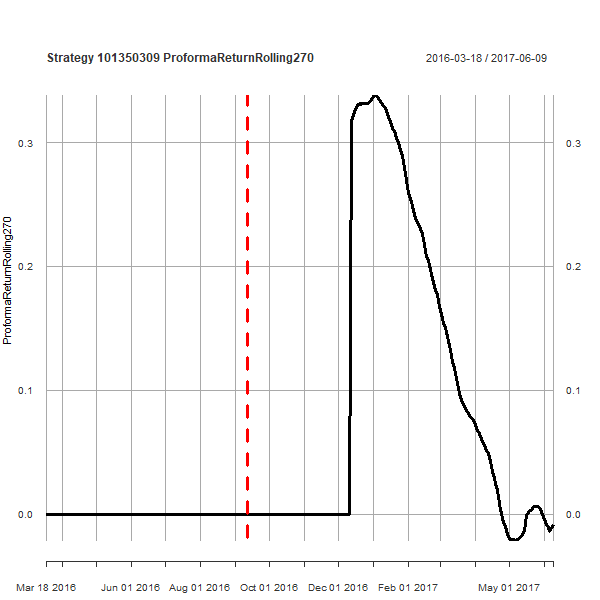 Strategy 101350309 ProformaReturnRolling270
2016-03-18 / 2017-06-09
ProformaReturnRolling270
0.3
0.2
0.1
0.0
0.3
0.2
0.1
0.0
Mar 18 2016
Jun 01 2016
Aug 01 2016
Oct 01 2016
Dec 01 2016
Feb 01 2017
May 01 2017